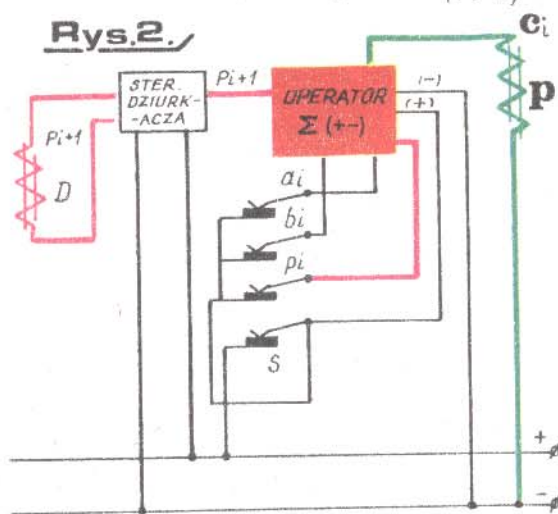 Rys.2.
ci
STER.
DZIURK-
-ACZA
Pi+1
OPERATOR
Σ (+-)
(-)
(+)
p
Pi+1
D
ai
bi
pi
S
+
-